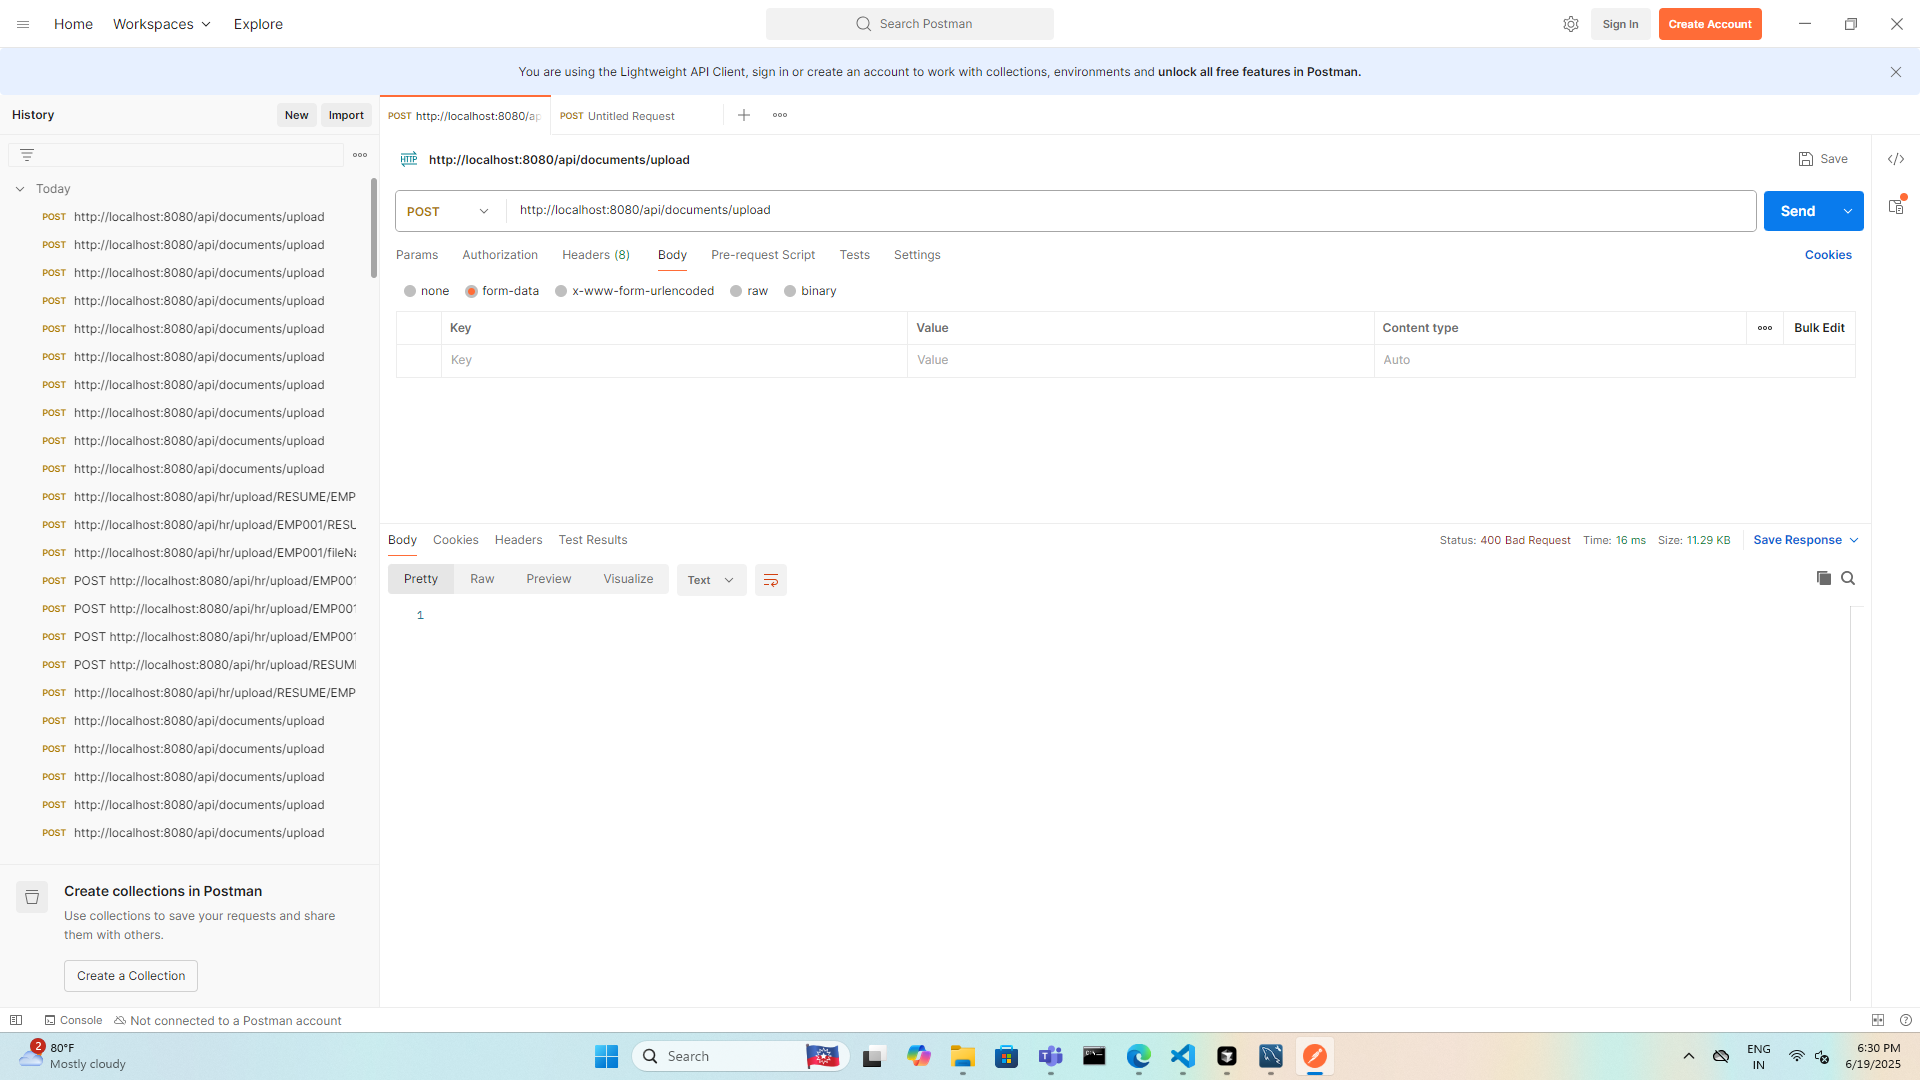 Home
Workspaces
Explore
Search Postman
Sign In
Create Account
You are using the Lightweight API Client, sign in or create an account to work with collections, environments and unlock all free features in Postman.
History
New
Import
POST http://localhost:8080/ap
POST Untitled Request
HTTP http://localhost:8080/api/documents/upload
Save
Today
POST http://localhost:8080/api/documents/upload
POST http://localhost:8080/api/documents/upload
POST http://localhost:8080/api/documents/upload
POST http://localhost:8080/api/documents/upload
POST http://localhost:8080/api/documents/upload
POST http://localhost:8080/api/documents/upload
POST http://localhost:8080/api/documents/upload
POST http://localhost:8080/api/documents/upload
POST http://localhost:8080/api/documents/upload
POST http://localhost:8080/api/documents/upload
POST http://localhost:8080/api/hr/upload/RESUME/EMP
POST http://localhost:8080/api/hr/upload/EMP001/RESU
POST http://localhost:8080/api/hr/upload/EMP001/fileNa
POST POST http://localhost:8080/api/hr/upload/EMP001
POST POST http://localhost:8080/api/hr/upload/EMP001
POST POST http://localhost:8080/api/hr/upload/EMP001
POST POST http://localhost:8080/api/hr/upload/RESUM
POST http://localhost:8080/api/hr/upload/RESUME/EMP
POST http://localhost:8080/api/documents/upload
POST http://localhost:8080/api/documents/upload
POST http://localhost:8080/api/documents/upload
POST http://localhost:8080/api/documents/upload
POST http://localhost:8080/api/documents/upload
Create collections in Postman
Use collections to save your requests and share
them with others.
Create a Collection
POST
http://localhost:8080/api/documents/upload
Send
Params Authorization Headers (8) Body Pre-request Script Tests Settings
Cookies
none form-data x-www-form-urlencoded raw binary
Key Value Content type Bulk Edit
Key Value Auto
Body Cookies Headers Test Results
Status: 400 Bad Request Time: 16 ms Size: 11.29 KB
Save Response
Pretty Raw Preview Visualize Text
1
Console
Not connected to a Postman account
2
80°F
Mostly cloudy
Search
ENG
IN
6:30 PM
6/19/2025